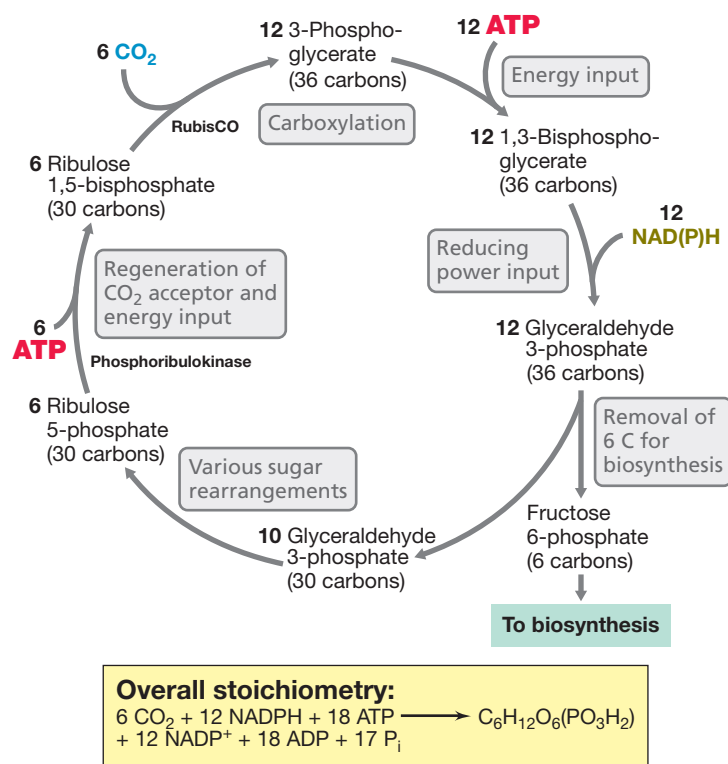 12 3-Phospho-
glycerate
(36 carbons)
12 ATP
Energy input
6 CO₂
RubisCO
Carboxylation
12 1,3-Bisphospho-
glycerate
(36 carbons)
6 Ribulose
1,5-bisphosphate
(30 carbons)
12
NAD(P)H
Reducing
power input
Regeneration of
CO₂ acceptor and
energy input
6
ATP
Phosphoribulokinase
12 Glyceraldehyde
3-phosphate
(36 carbons)
6 Ribulose
5-phosphate
(30 carbons)
Removal of
6 C for
biosynthesis
Various sugar
rearrangements
10 Glyceraldehyde
3-phosphate
(30 carbons)
Fructose
6-phosphate
(6 carbons)
To biosynthesis
Overall stoichiometry:
6 CO₂ + 12 NADPH + 18 ATP ⟶ C₆H₁₂O₆(PO₃H₂)
+ 12 NADP⁺ + 18 ADP + 17 Pᵢ